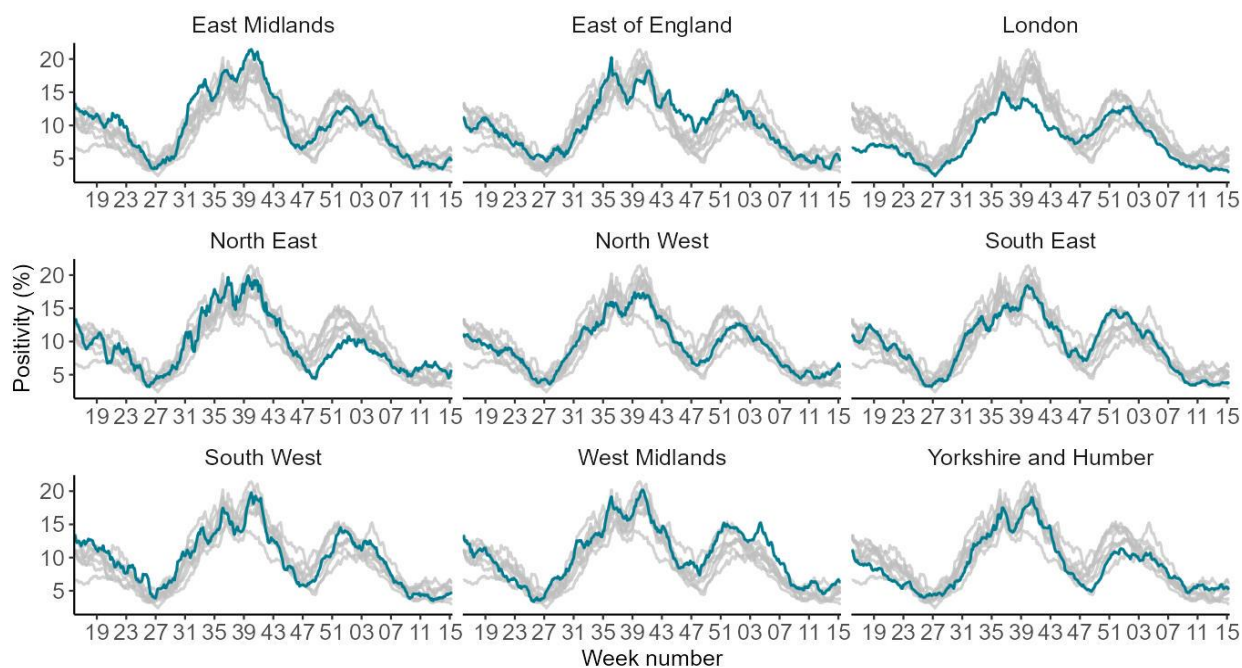 East Midlands East of England London
20
15
10
5
19 23 27 31 35 39 43 47 51 03 07 11 15 19 23 27 31 35 39 43 47 51 03 07 11 15 19 23 27 31 35 39 43 47 51 03 07 11 15
North East North West South East
20
15
10
5
19 23 27 31 35 39 43 47 51 03 07 11 15 19 23 27 31 35 39 43 47 51 03 07 11 15 19 23 27 31 35 39 43 47 51 03 07 11 15
Positivity (%)
South West West Midlands Yorkshire and Humber
20
15
10
5
19 23 27 31 35 39 43 47 51 03 07 11 15 19 23 27 31 35 39 43 47 51 03 07 11 15 19 23 27 31 35 39 43 47 51 03 07 11 15
Week number